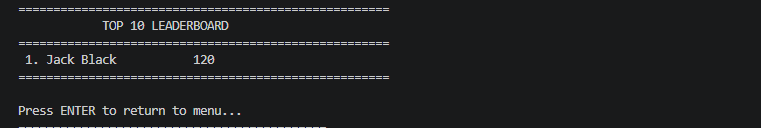 =====================================================
            TOP 10 LEADERBOARD
=====================================================
 1. Jack Black           120
=====================================================

Press ENTER to return to menu...
============================================